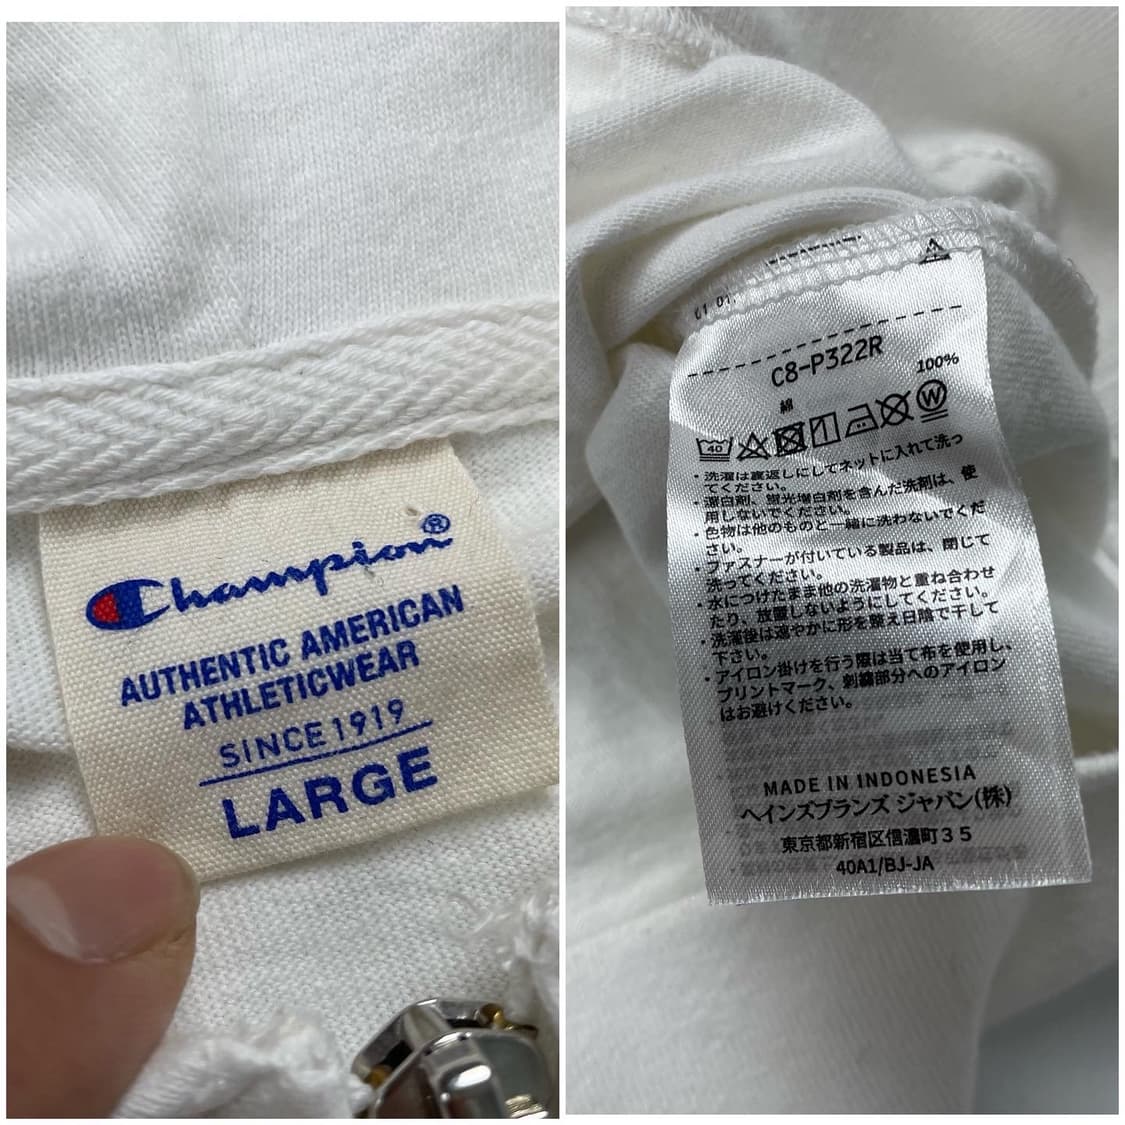 Champion®
AUTHENTIC AMERICAN
ATHLETICWEAR
SINCE 1919
LARGE
C8-P322R
綿 100%
40
W
・洗濯は裏返しにしてネットに入れて洗っ
てください。
・漂白剤、蛍光増白剤を含んだ洗剤は、使
用しないでください。
・色物は他のものと一緒に洗わないでくだ
さい。
・ファスナーが付いている製品は、閉じて
洗ってください。
・水につけたまま他の洗濯物と重ね合わせ
たり、放置しないようにしてください。
・洗濯後は速やかに形を整え日陰で干して
下さい。
・アイロン掛けを行う際は当て布を使用し、
プリントマーク、刺繍部分へのアイロン
はお避けください。
MADE IN INDONESIA
ヘインズブランズ ジャパン(株)
東京都新宿区信濃町35
40A1/BJ-JA